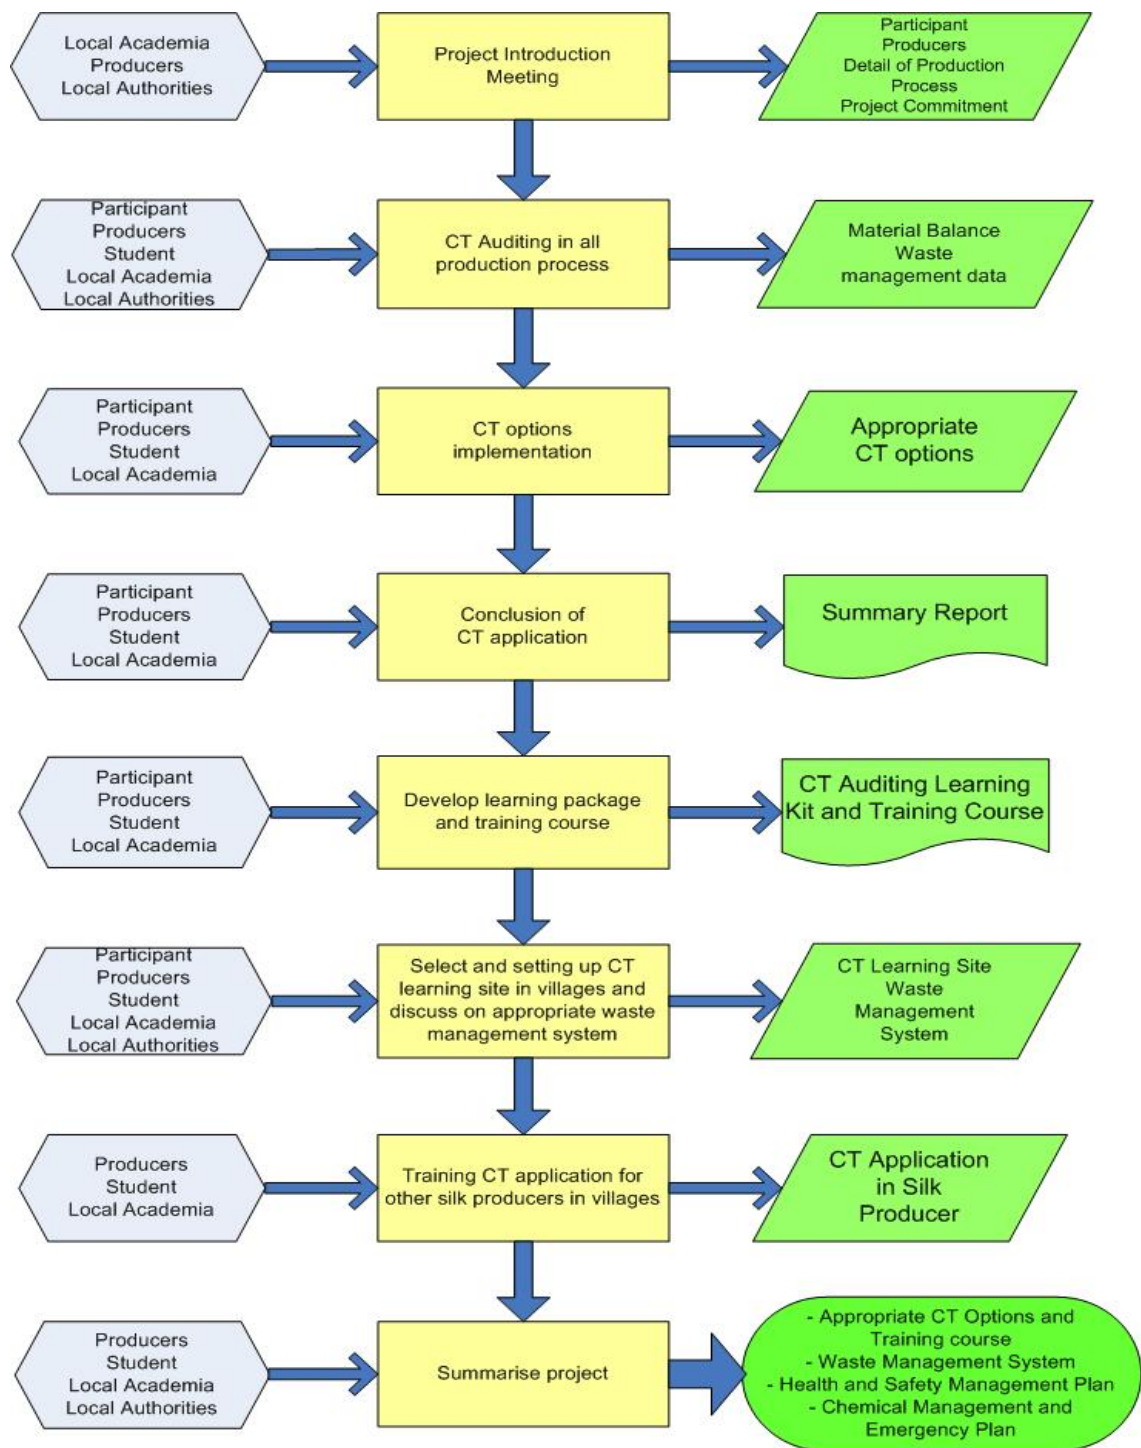 Local Academia
Producers
Local Authorities
Project Introduction
Meeting
Participant
Producers
Detail of Production
Process
Project Commitment
Participant
Producers
Student
Local Academia
Local Authorities
CT Auditing in all
production process
Material Balance
Waste
management data
Participant
Producers
Student
Local Academia
CT options
implementation
Appropriate
CT options
Participant
Producers
Student
Local Academia
Conclusion of
CT application
Summary Report
Participant
Producers
Student
Local Academia
Develop learning package
and training course
CT Auditing Learning
Kit and Training Course
Participant
Producers
Student
Local Academia
Local Authorities
Select and setting up CT
learning site in villages and
discuss on appropriate waste
management system
CT Learning Site
Waste
Management
System
Producers
Student
Local Academia
Training CT application for
other silk producers in villages
CT Application
in Silk
Producer
Producers
Student
Local Academia
Local Authorities
Summarise project
- Appropriate CT Options and
Training course
- Waste Management System
- Health and Safety Management Plan
- Chemical Management and
Emergency Plan